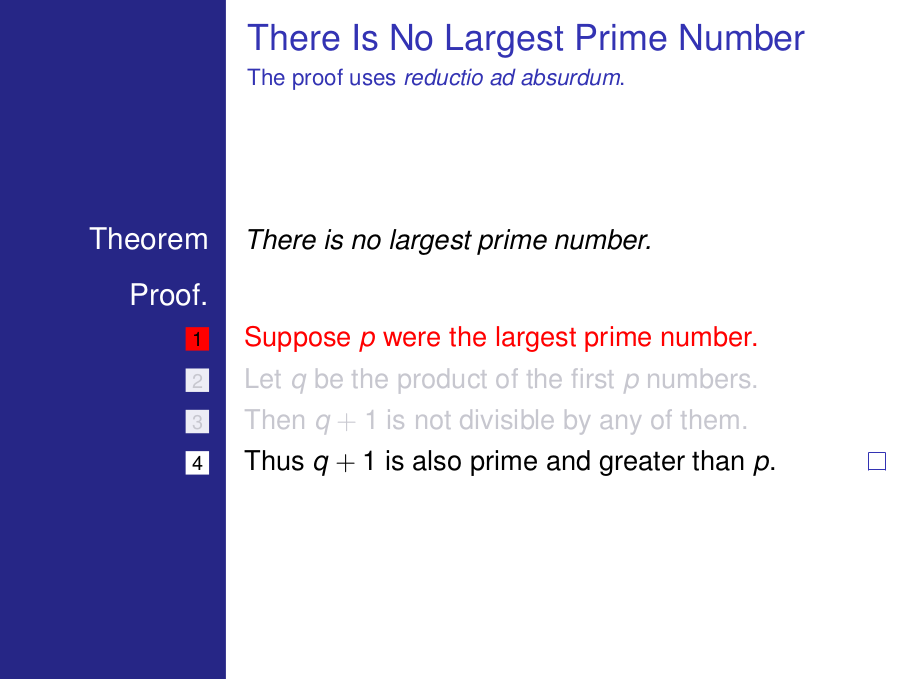 There Is No Largest Prime Number
The proof uses reductio ad absurdum.
Theorem There is no largest prime number.
Proof.
1 Suppose p were the largest prime number.
2 Let q be the product of the first p numbers.
3 Then q + 1 is not divisible by any of them.
4 Thus q + 1 is also prime and greater than p. □